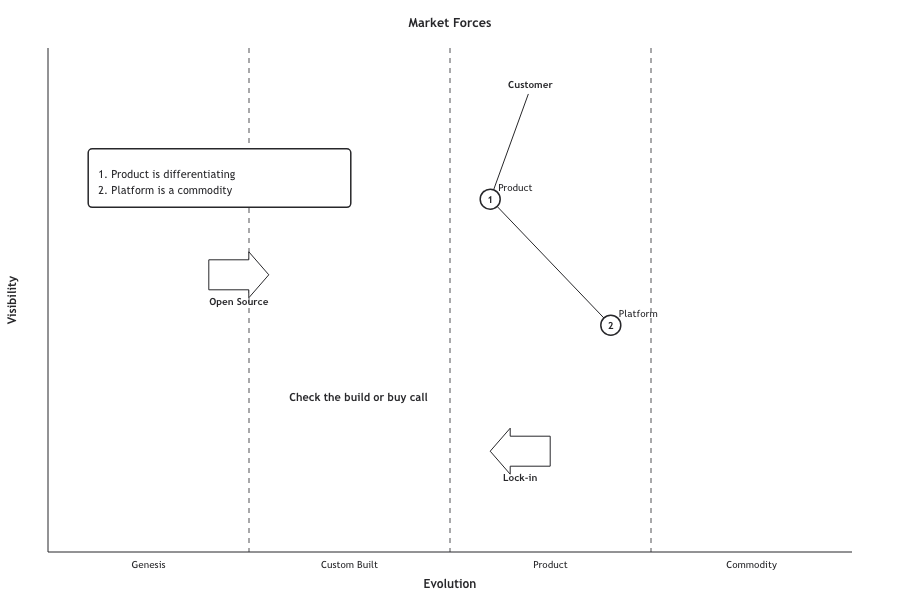 Market Forces
Customer
1. Product is differentiating
2. Platform is a commodity
Product
1
Open Source
Platform
2
Visibility
Check the build or buy call
Lock-in
Genesis
Custom Built
Product
Commodity
Evolution